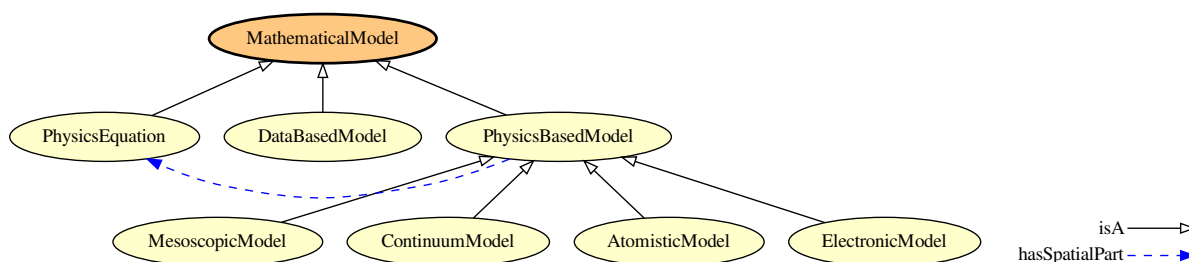 MathematicalModel
PhysicsEquation DataBasedModel PhysicsBasedModel
MesoscopicModel ContinuumModel AtomisticModel ElectronicModel
isA
hasSpatialPart